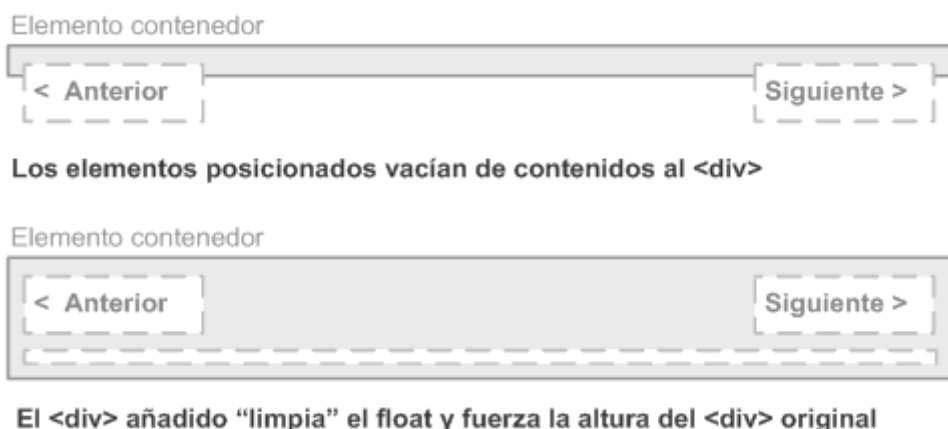 Elemento contenedor
< Anterior Siguiente >
Los elementos posicionados vacían de contenidos al <div>
Elemento contenedor
< Anterior Siguiente >
El <div> añadido “limpia” el float y fuerza la altura del <div> original